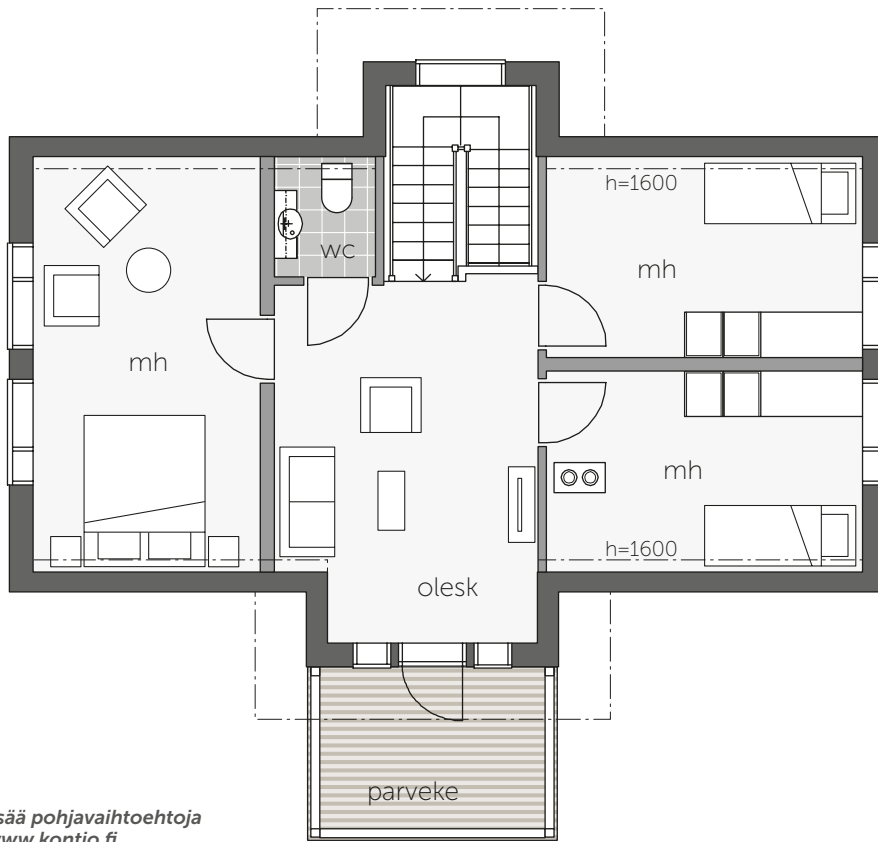 h=1600
wc
mh
mh
mh
h=1600
olesk
parveke
sää pohjavaihtoehtoja
www.kontio.fi